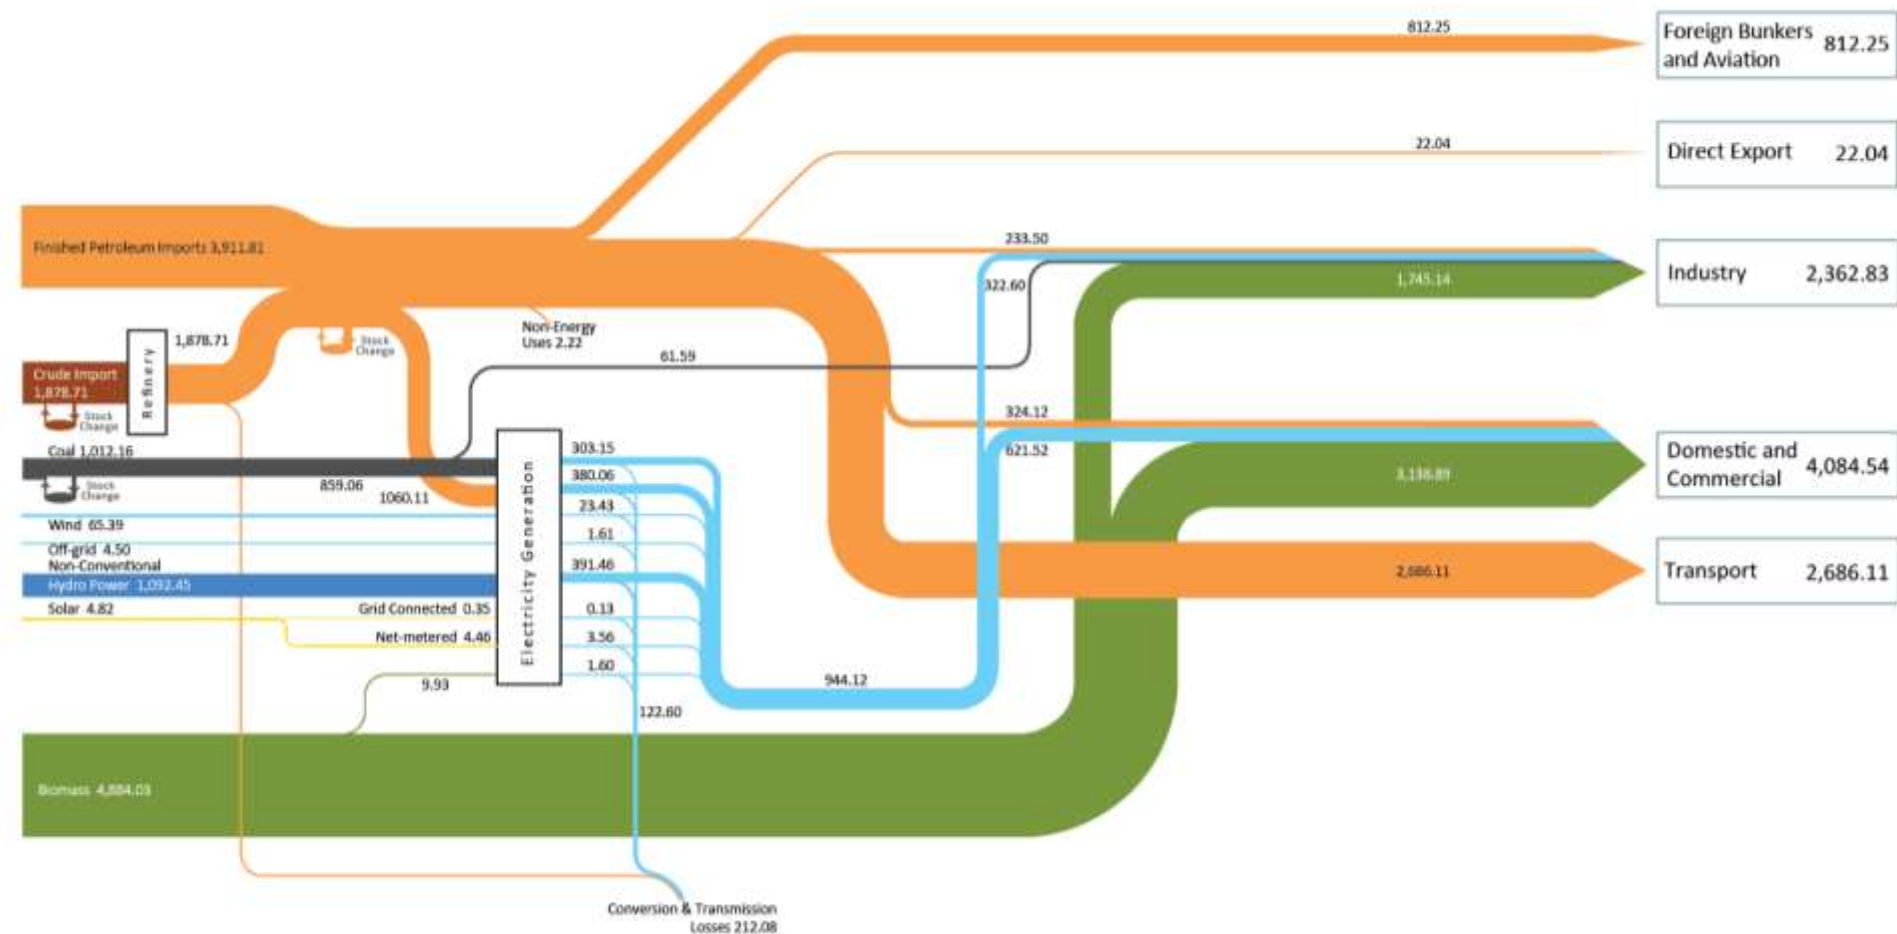 812.25
Foreign Bunkers
and Aviation
812.25
22.04
Direct Export
22.04
Finished Petroleum Imports 3,911.81
233.50
Industry
2,362.83
322.60
1,745.14
Non-Energy
Uses 2.22
Stock
Change
1,878.71
Refinery
61.59
Crude Import
1,878.71
Stock
Change
324.12
621.52
Domestic and
Commercial
4,084.54
3,138.89
Coal 1,012.16
Stock
Change
859.06
1060.11
Electricity Generation
303.15
380.06
23.43
1.61
391.46
0.13
3.56
1.60
Wind 65.39
Off-grid 4.50
Non-Conventional
Hydro Power 1,092.45
Solar 4.82
Grid Connected 0.35
Net-metered 4.46
2,686.11
Transport
2,686.11
9.93
944.12
122.60
Biomass 4,884.03
Conversion & Transmission
Losses 212.08